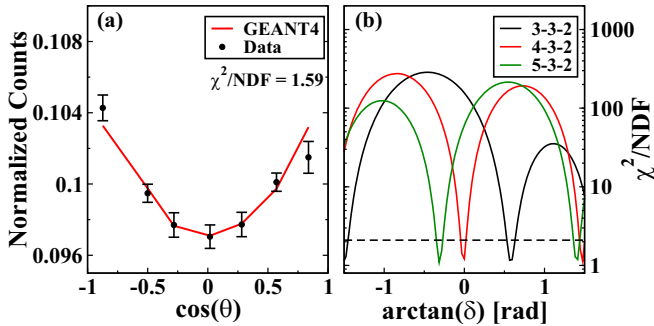 (a)
GEANT4
Data
χ²/NDF = 1.59
Normalized Counts
0.108
0.104
0.1
0.096
-1
-0.5
0
0.5
1
cos(θ)
(b)
3-3-2
4-3-2
5-3-2
χ²/NDF
1000
100
10
1
-1
0
1
arctan(δ) [rad]